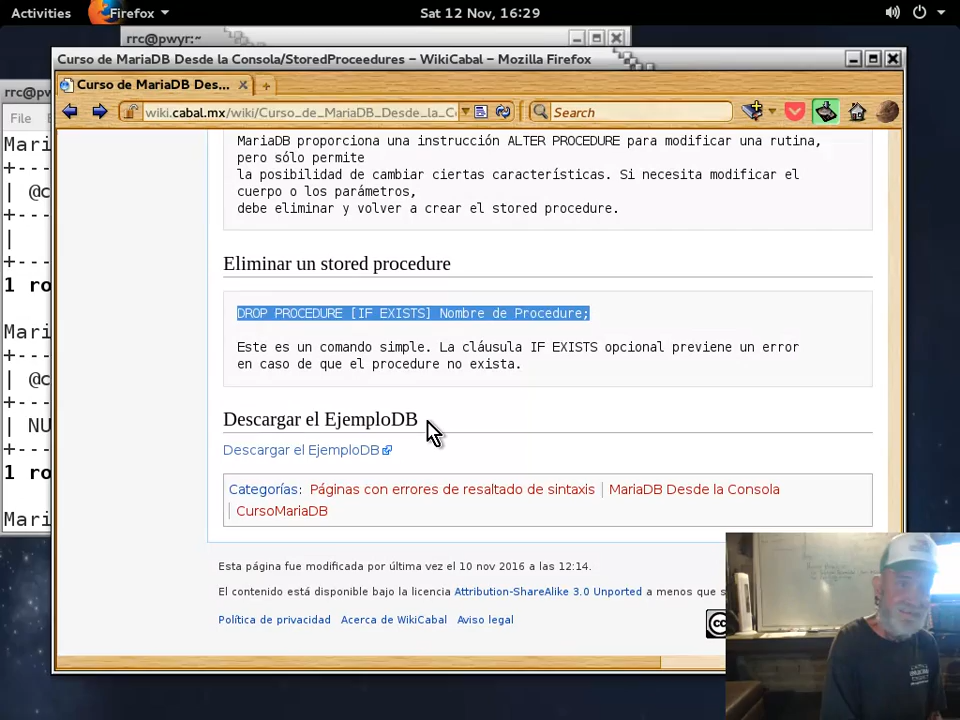 Activities Firefox Sat 12 Nov, 16:29
rrc@pwyr:~
Curso de MariaDB Desde la Consola/StoredProceedures – WikiCabal – Mozilla Firefox
rrc@pw
Curso de MariaDB Des...
File
wiki.cabal.mx/wiki/Curso_de_MariaDB_Desde_la_C
Search
MariaDB proporciona una instrucción ALTER PROCEDURE para modificar una rutina,
pero sólo permite
la posibilidad de cambiar ciertas características. Si necesita modificar el
cuerpo o los parámetros,
debe eliminar y volver a crear el stored procedure.
Mari
+---
| @c
+---
|
+---
1 ro
Mari
+---
| @c
+---
| NU
+---
1 ro
Mari
Eliminar un stored procedure
DROP PROCEDURE [IF EXISTS] Nombre de Procedure;
Este es un comando simple. La cláusula IF EXISTS opcional previene un error
en caso de que el procedure no exista.
Descargar el EjemploDB
Descargar el EjemploDB
Categorías: Páginas con errores de resaltado de sintaxis | MariaDB Desde la Consola
| CursoMariaDB
Esta página fue modificada por última vez el 10 nov 2016 a las 12:14.
El contenido está disponible bajo la licencia Attribution-ShareAlike 3.0 Unported a menos que s
Política de privacidad Acerca de WikiCabal Aviso legal
cc